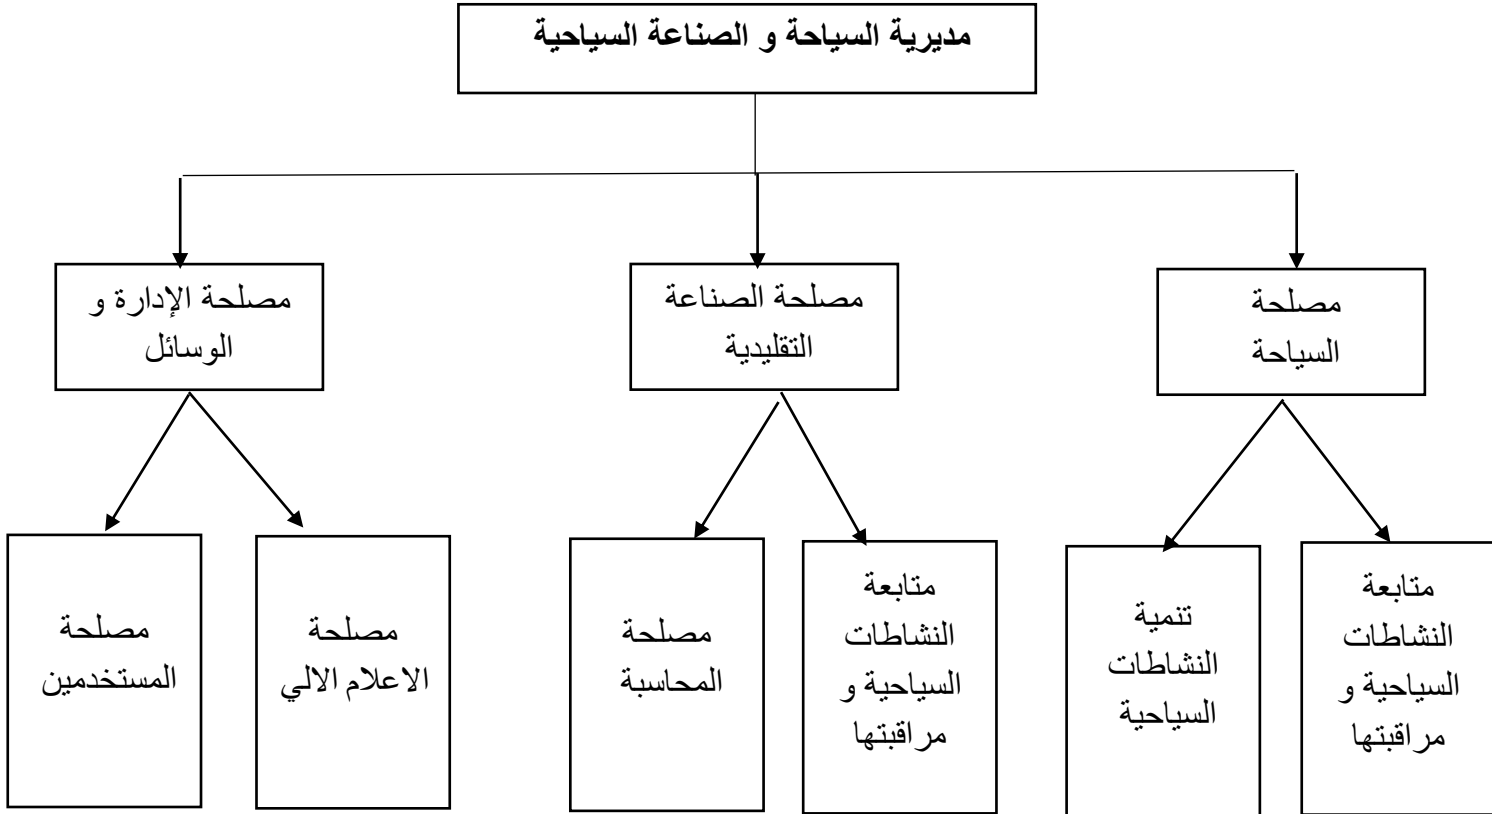 مديرية السياحة و الصناعة السياحية
مصلحة
السياحة
مصلحة الصناعة
التقليدية
مصلحة الإدارة و
الوسائل
متابعة
النشاطات
السياحية و
مراقبتها
تنمية
النشاطات
السياحية
متابعة
النشاطات
السياحية و
مراقبتها
مصلحة
المحاسبة
مصلحة
الاعلام الالي
مصلحة
المستخدمين